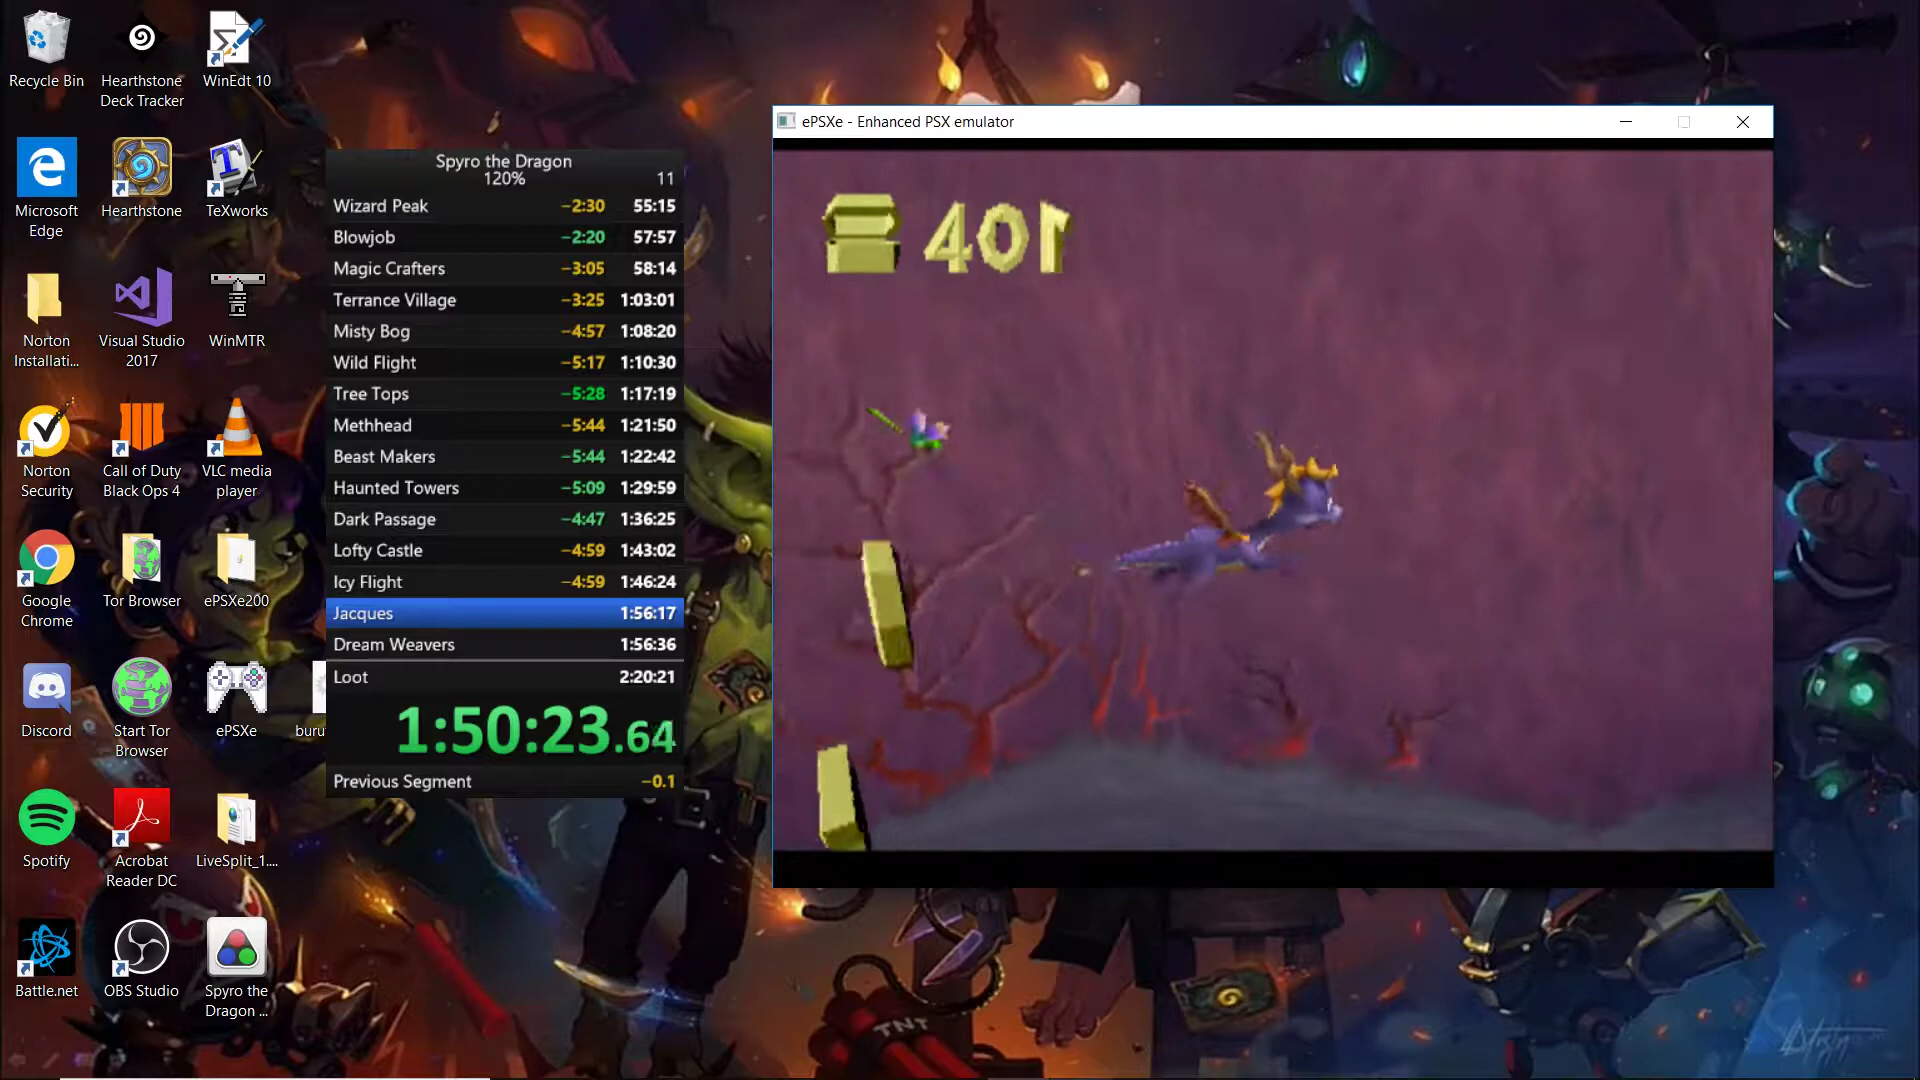 Recycle Bin
Hearthstone
Deck Tracker
WinEdt 10
Microsoft
Edge
Hearthstone
TeXworks
Norton
Installati...
Visual Studio
2017
WinMTR
Norton
Security
Call of Duty
Black Ops 4
VLC media
player
Google
Chrome
Tor Browser
ePSXe200
Discord
Start Tor
Browser
ePSXe
buru
Spotify
Acrobat
Reader DC
LiveSplit_1....
Battle.net
OBS Studio
Spyro the
Dragon ...
Spyro the Dragon
120% 11
Wizard Peak −2:30 55:15
Blowjob −2:20 57:57
Magic Crafters −3:05 58:14
Terrance Village −3:25 1:03:01
Misty Bog −4:57 1:08:20
Wild Flight −5:17 1:10:30
Tree Tops −5:28 1:17:19
Methhead −5:44 1:21:50
Beast Makers −5:44 1:22:42
Haunted Towers −5:09 1:29:59
Dark Passage −4:47 1:36:25
Lofty Castle −4:59 1:43:02
Icy Flight −4:59 1:46:24
Jacques 1:56:17
Dream Weavers 1:56:36
Loot 2:20:21
1:50:23.64
Previous Segment −0.1
ePSXe - Enhanced PSX emulator
401
TNT